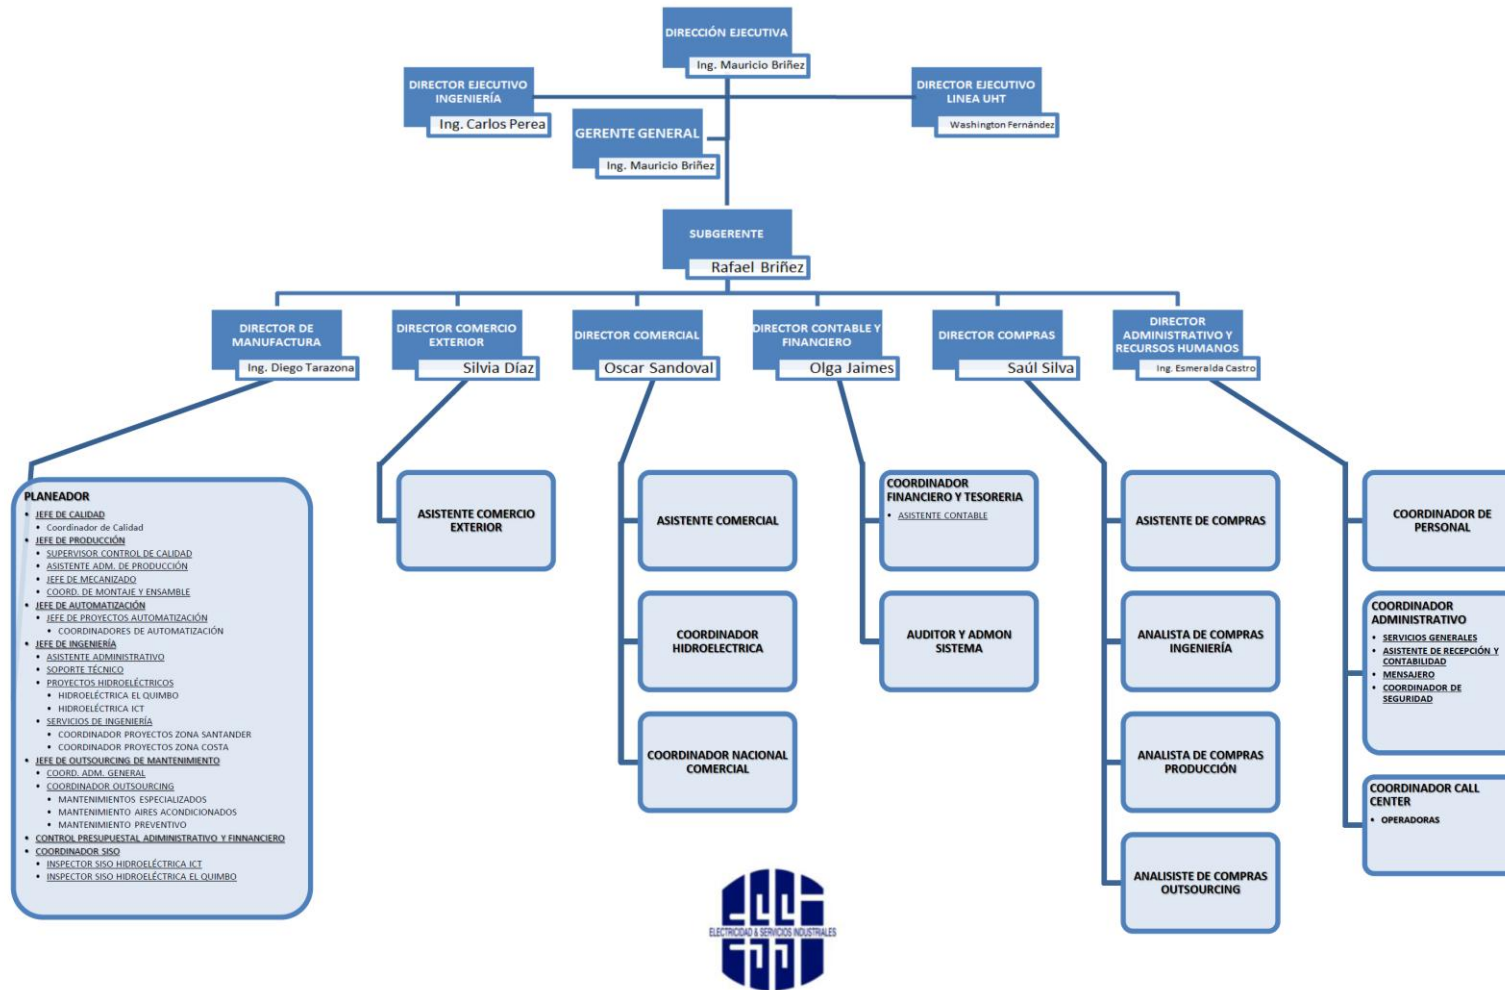 DIRECCIÓN EJECUTIVA
Ing. Mauricio Briñez
DIRECTOR EJECUTIVO
INGENIERÍA
Ing. Carlos Perea
DIRECTOR EJECUTIVO
LINEA UHT
Washington Fernández
GERENTE GENERAL
Ing. Mauricio Briñez
SUBGERENTE
Rafael Briñez
DIRECTOR DE
MANUFACTURA
Ing. Diego Tarazona
DIRECTOR COMERCIO
EXTERIOR
Silvia Díaz
DIRECTOR COMERCIAL
Oscar Sandoval
DIRECTOR CONTABLE Y
FINANCIERO
Olga Jaimes
DIRECTOR COMPRAS
Saúl Silva
DIRECTOR
ADMINISTRATIVO Y
RECURSOS HUMANOS
Ing. Esmeralda Castro
PLANEADOR
• JEFE DE CALIDAD
• Coordinador de Calidad
• JEFE DE PRODUCCIÓN
• SUPERVISOR CONTROL DE CALIDAD
• ASISTENTE ADM. DE PRODUCCIÓN
• JEFE DE MECANIZADO
• COORD. DE MONTAJE Y ENSAMBLE
• JEFE DE AUTOMATIZACIÓN
• JEFE DE PROYECTOS AUTOMATIZACIÓN
• COORDINADORES DE AUTOMATIZACIÓN
• JEFE DE INGENIERÍA
• ASISTENTE ADMINISTRATIVO
• SOPORTE TÉCNICO
• PROYECTOS HIDROELÉCTRICOS
• HIDROELÉCTRICA EL QUIMBO
• HIDROELÉCTRICA ICT
• SERVICIOS DE INGENIERÍA
• COORDINADOR PROYECTOS ZONA SANTANDER
• COORDINADOR PROYECTOS ZONA COSTA
• JEFE DE OUTSOURCING DE MANTENIMIENTO
• COORD. ADM. GENERAL
• COORDINADOR OUTSOURCING
• MANTENIMIENTOS ESPECIALIZADOS
• MANTENIMIENTO AIRES ACONDICIONADOS
• MANTENIMIENTO PREVENTIVO
• CONTROL PRESUPUESTAL ADIMINISTRATIVO Y FINNANCIERO
• COORDINADOR SISO
• INSPECTOR SISO HIDROELÉCTRICA ICT
• INSPECTOR SISO HIDROELÉCTRICA EL QUIMBO
ASISTENTE COMERCIO
EXTERIOR
ASISTENTE COMERCIAL
COORDINADOR
HIDROELECTRICA
COORDINADOR NACIONAL
COMERCIAL
COORDINADOR
FINANCIERO Y TESORERIA
• ASISTENTE CONTABLE
AUDITOR Y ADMON
SISTEMA
ASISTENTE DE COMPRAS
ANALISTA DE COMPRAS
INGENIERÍA
ANALISTA DE COMPRAS
PRODUCCIÓN
ANALISISTE DE COMPRAS
OUTSOURCING
COORDINADOR DE
PERSONAL
COORDINADOR
ADMINISTRATIVO
• SERVICIOS GENERALES
• ASISTENTE DE RECEPCIÓN Y
CONTABILIDAD
• MENSAJERO
• COORDINADOR DE
SEGURIDAD
COORDINADOR CALL
CENTER
• OPERADORAS
ELECTRICIDAD & SERVICIOS INDUSTRIALES